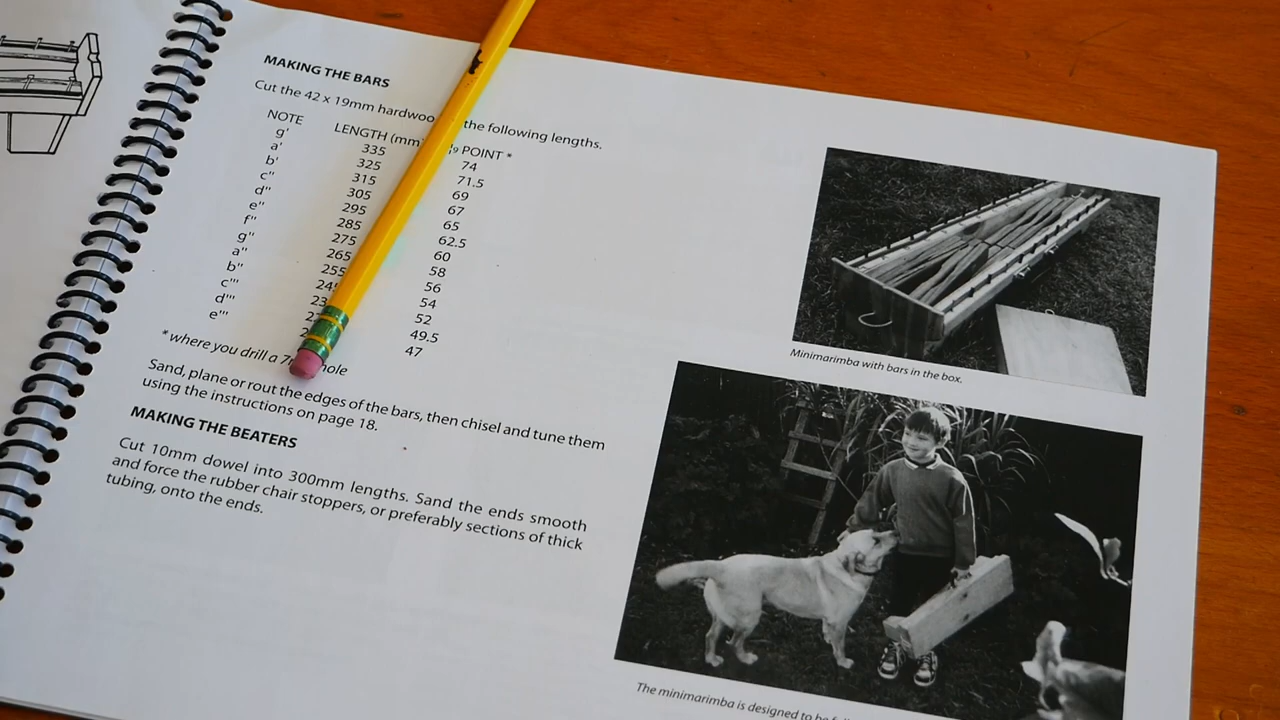 MAKING THE BARS
Cut the 42 x 19mm the following lengths.
NOTE LENGTH (mm) POINT *
g' 335 74
a' 325 71.5
b' 315 69
c" 305 67
d" 295 65
e" 285 62.5
f" 275 60
g" 265 58
a" 255 56
b" 54
c''' 52
d''' 49.5
e''' 47
* where you drill a hole
Sand, plane or rout the edges of the bars, then chisel and tune them
using the instructions on page 18.
MAKING THE BEATERS
Cut 10mm dowel into 300mm lengths. Sand the ends smooth
and force the rubber chair stoppers, or preferably sections of thick
tubing, onto the ends.
Minimarimba with bars in the box.
The minimarimba is designed to be